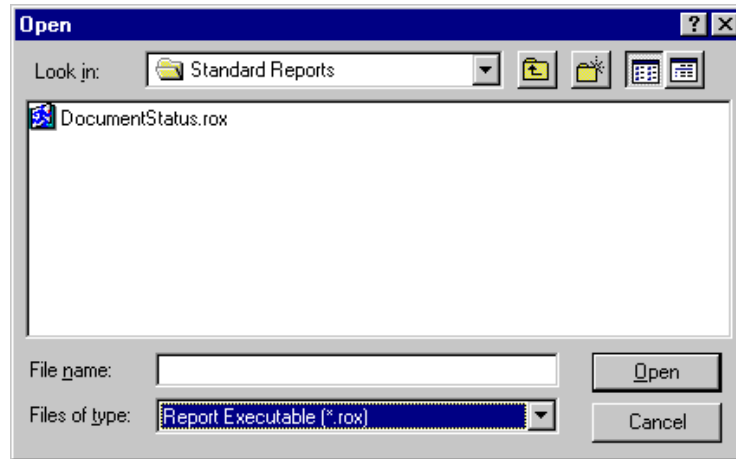 Open
Look in: Standard Reports
DocumentStatus.rox
File name: Open
Files of type: Report Executable (*.rox) Cancel